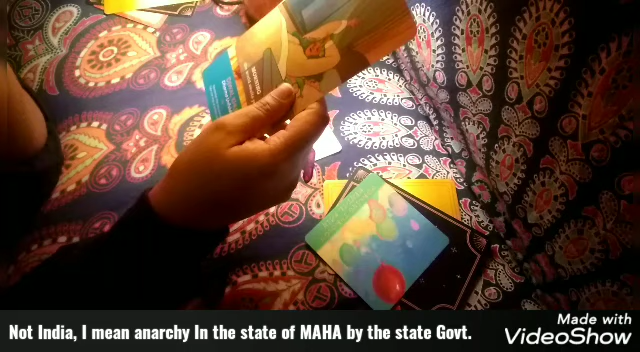 Not India, I mean anarchy In the state of MAHA by the state Govt.
Made with
VideoShow